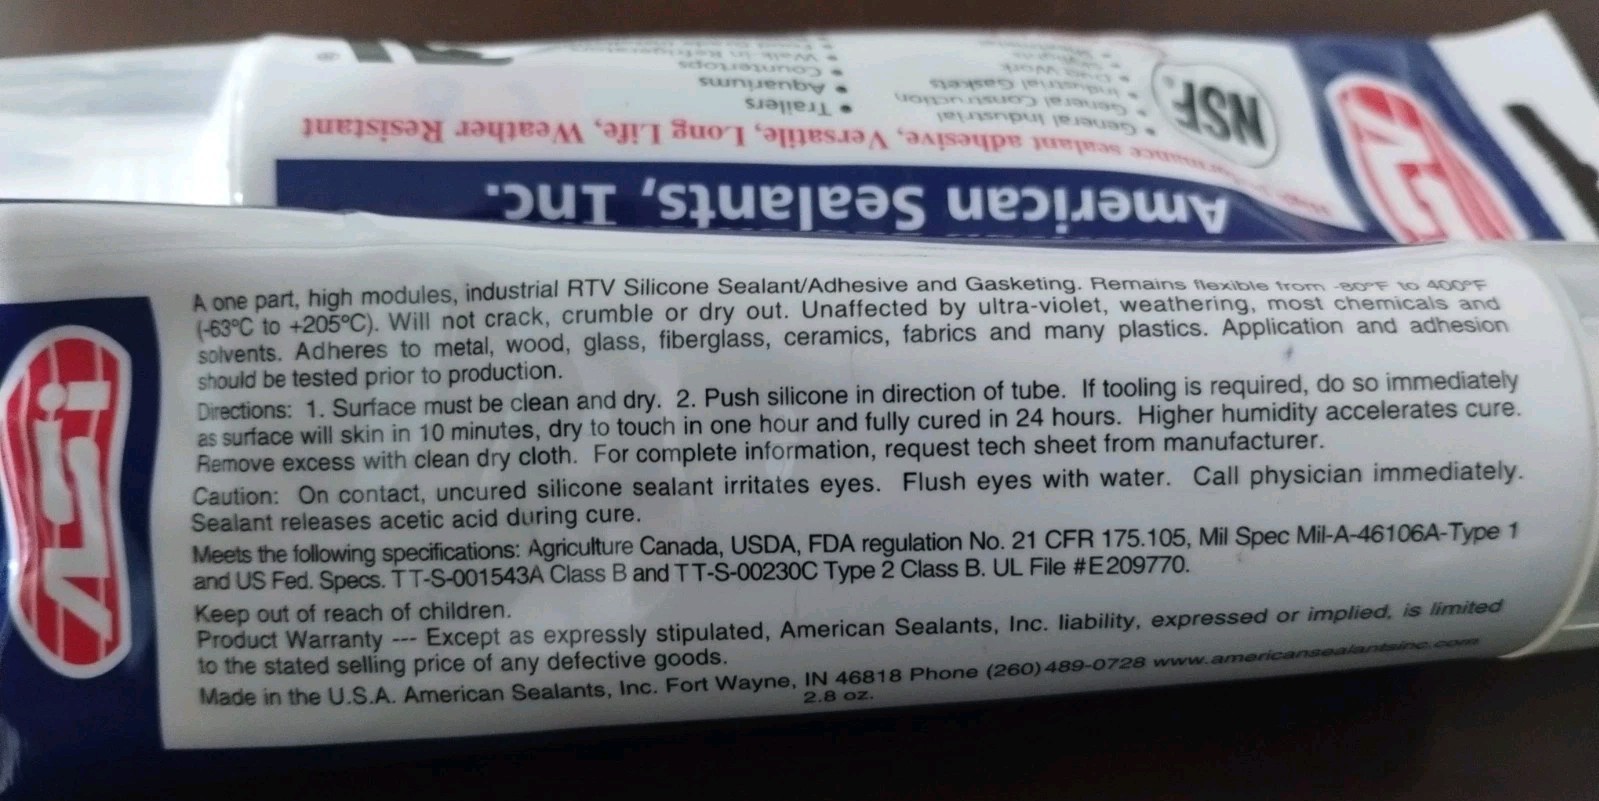 American Sealants, Inc.
mance sealant adhesive, Versatile, Long Life, Weather Resistant
• General Industrial
• General Construction
• Industrial Gaskets
• Duct Work
• Trailers
• Aquariums
• Countertops
• Walk in Refrigerators
NSF
ASI
A one part, high modules, industrial RTV Silicone Sealant/Adhesive and Gasketing. Remains flexible from -80°F to 400°F
(-63°C to +205°C). Will not crack, crumble or dry out. Unaffected by ultra-violet, weathering, most chemicals and
solvents. Adheres to metal, wood, glass, fiberglass, ceramics, fabrics and many plastics. Application and adhesion
should be tested prior to production.
Directions: 1. Surface must be clean and dry. 2. Push silicone in direction of tube. If tooling is required, do so immediately
as surface will skin in 10 minutes, dry to touch in one hour and fully cured in 24 hours. Higher humidity accelerates cure.
Remove excess with clean dry cloth. For complete information, request tech sheet from manufacturer.
Caution: On contact, uncured silicone sealant irritates eyes. Flush eyes with water. Call physician immediately.
Sealant releases acetic acid during cure.
Meets the following specifications: Agriculture Canada, USDA, FDA regulation No. 21 CFR 175.105, Mil Spec Mil-A-46106A-Type 1
and US Fed. Specs. TT-S-001543A Class B and TT-S-00230C Type 2 Class B. UL File #E209770.
Keep out of reach of children.
Product Warranty --- Except as expressly stipulated, American Sealants, Inc. liability, expressed or implied, is limited
to the stated selling price of any defective goods.
Made in the U.S.A. American Sealants, Inc. Fort Wayne, IN 46818 Phone (260)489-0728 www.americansealantsinc.com
2.8 oz.
ASI